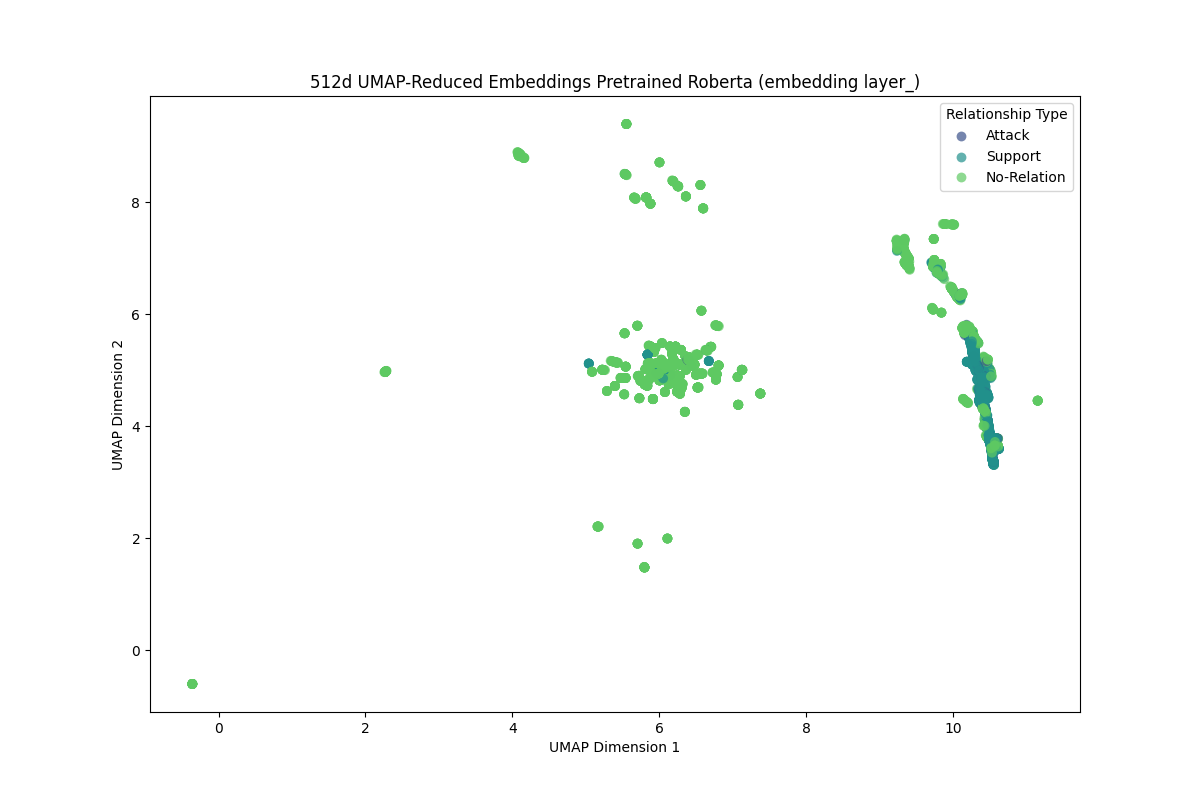 512d UMAP-Reduced Embeddings Pretrained Roberta (embedding layer_)
Relationship Type
Attack
Support
No-Relation
8
6
4
2
0
UMAP Dimension 2
0 2 4 6 8 10
UMAP Dimension 1